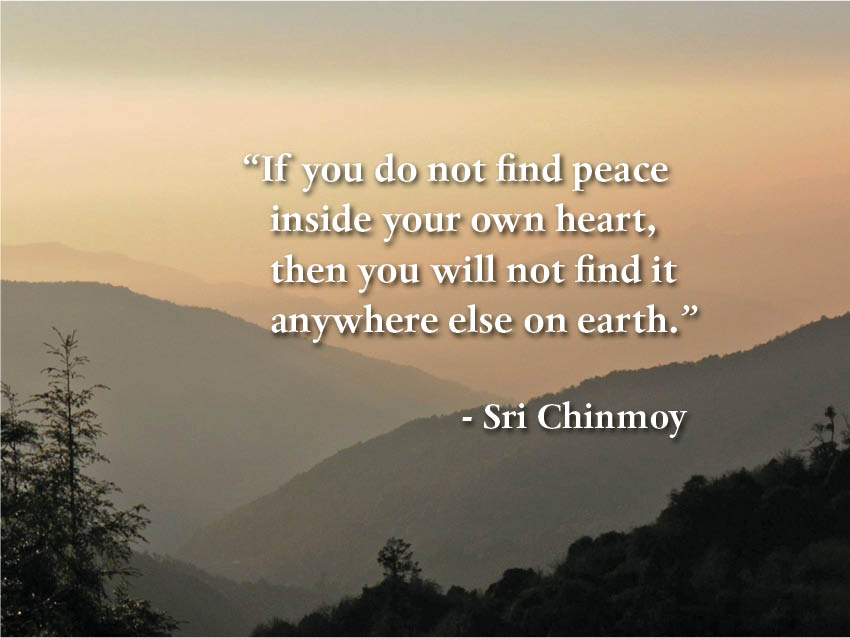 “If you do not find peace
inside your own heart,
then you will not find it
anywhere else on earth.”
- Sri Chinmoy